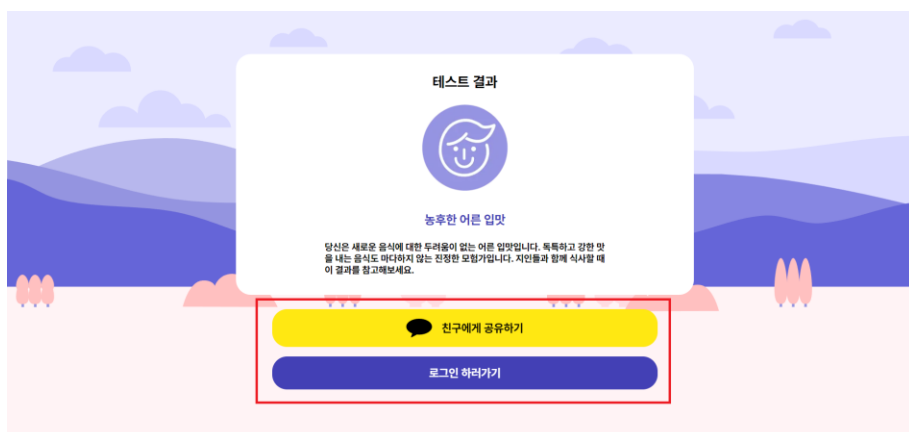 테스트 결과
농후한 어른 입맛
당신은 새로운 음식에 대한 두려움이 없는 어른 입맛입니다. 독특하고 강한 맛
을 내는 음식도 마다하지 않는 진정한 모험가입니다. 지인들과 함께 식사할 때
이 결과를 참고해보세요.
친구에게 공유하기
로그인 하러가기